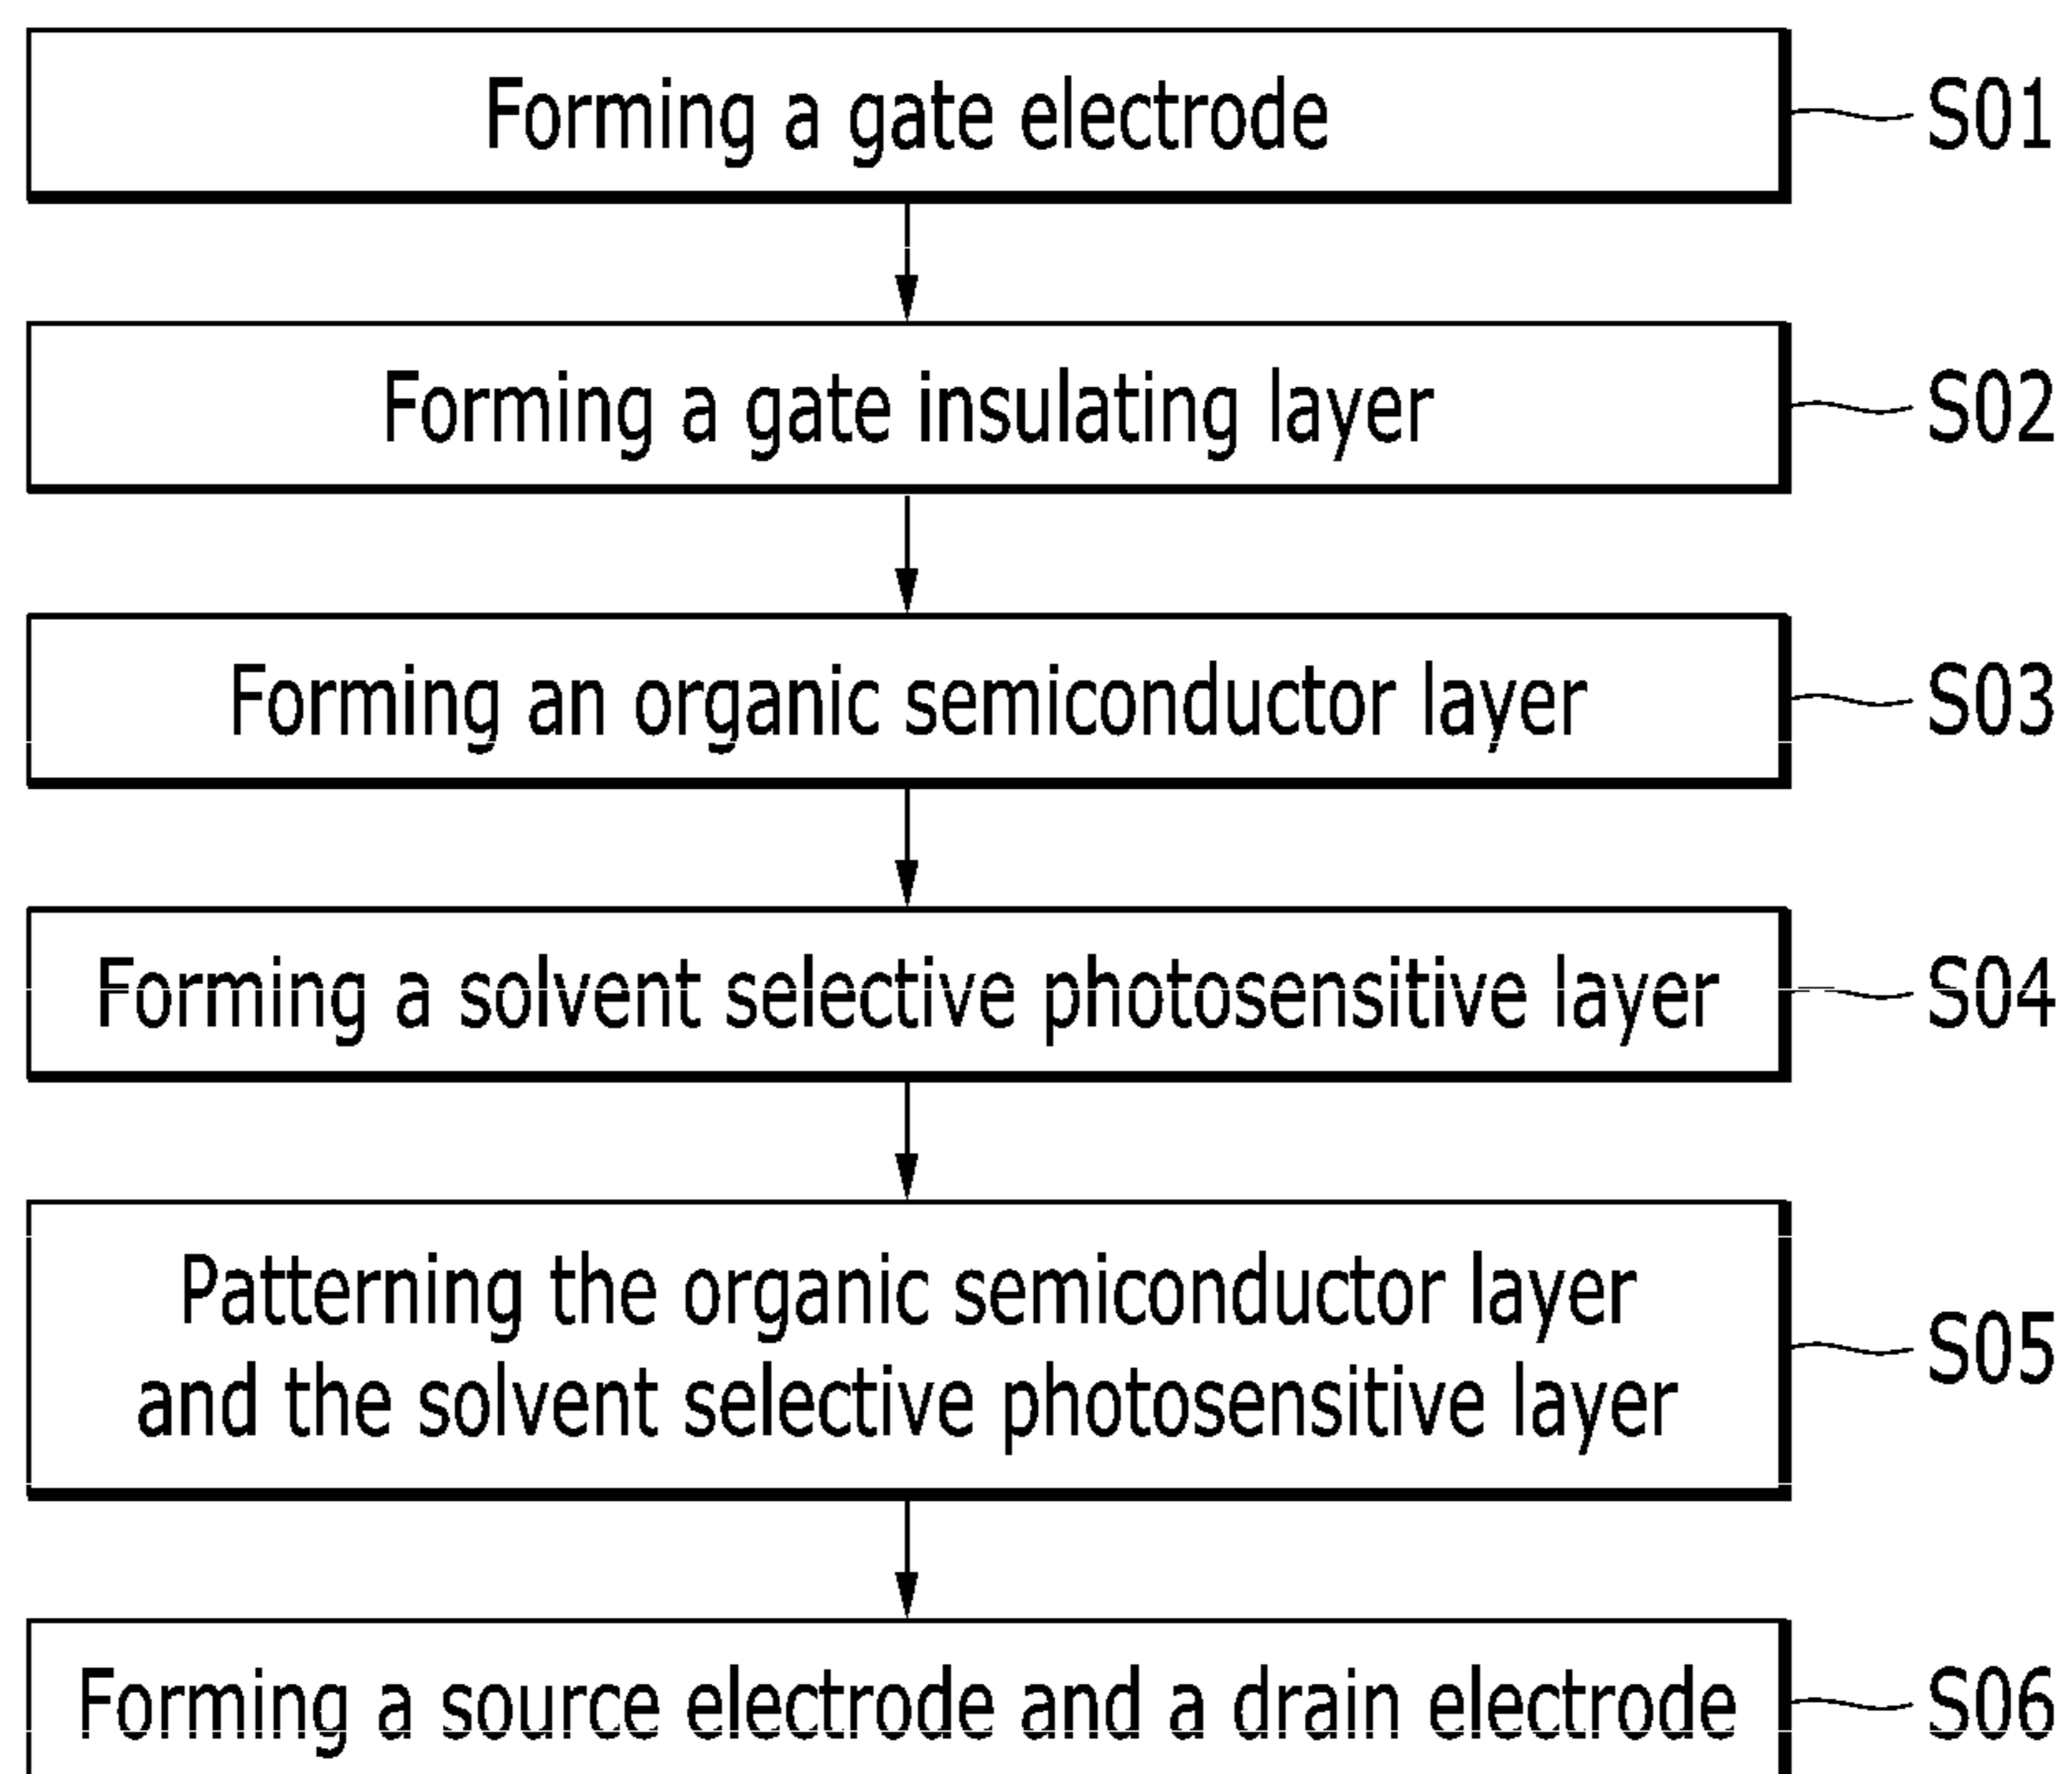 Forming a gate electrode
S01
Forming a gate insulating layer
S02
Forming an organic semiconductor layer
S03
Forming a solvent selective photosensitive layer
S04
Patterning the organic semiconductor layer
and the solvent selective photosensitive layer
S05
Forming a source electrode and a drain electrode
S06